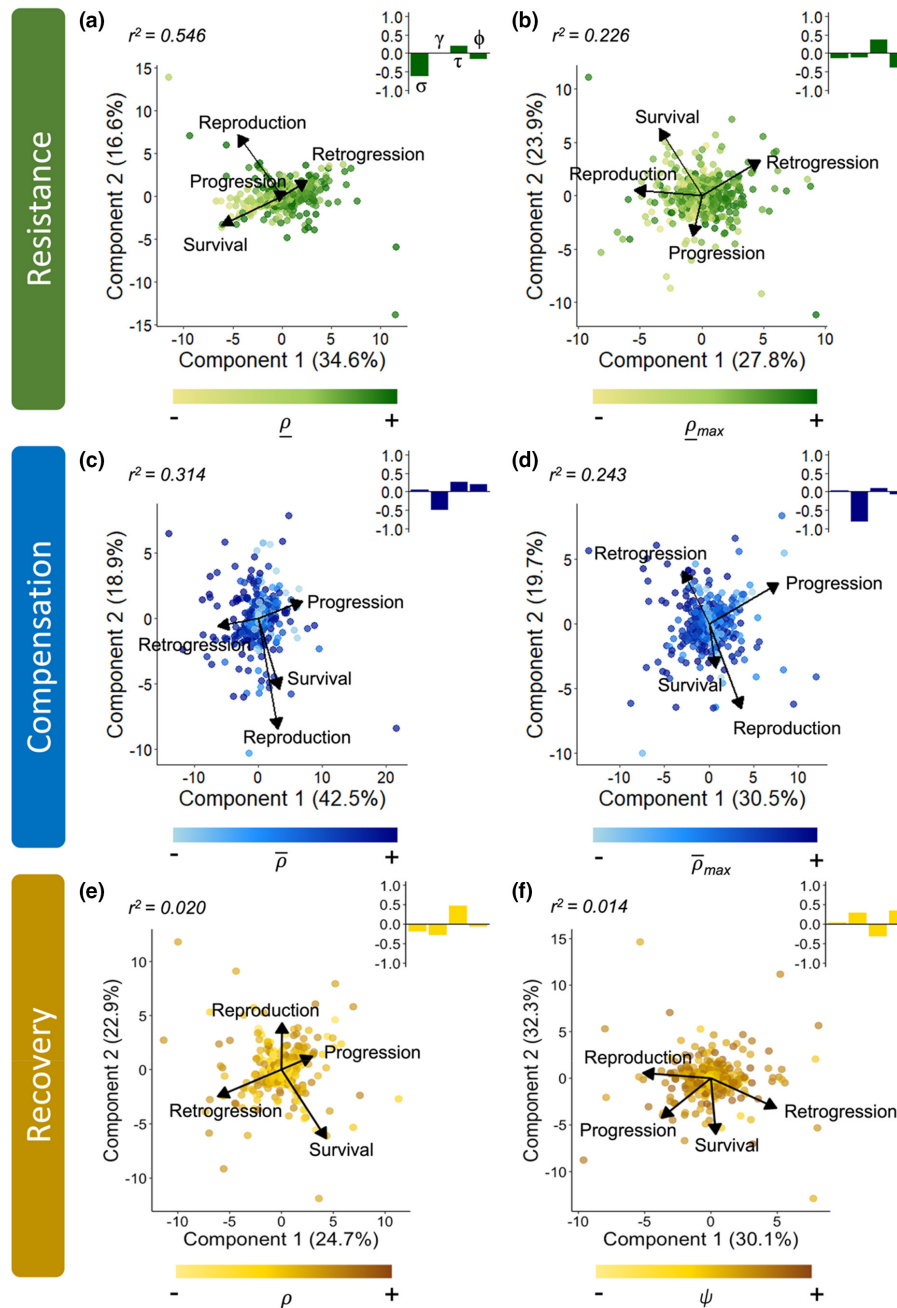 Resistance
(a)
r² = 0.546
1.0
0.5
0.0
-0.5
-1.0
σ
γ
τ
ϕ
Component 2 (16.6%)
15
10
5
0
-5
-10
-15
Reproduction
Retrogression
Progression
Survival
-10
-5
0
5
10
Component 1 (34.6%)
-
+
ρ
(b)
r² = 0.226
1.0
0.5
0.0
-0.5
-1.0
Component 2 (23.9%)
10
5
0
-5
-10
Survival
Retrogression
Reproduction
Progression
-10
-5
0
5
10
Component 1 (27.8%)
-
+
ρmax
Compensation
(c)
r² = 0.314
1.0
0.5
0.0
-0.5
-1.0
Component 2 (18.9%)
5
0
-5
-10
Progression
Retrogression
Survival
Reproduction
-10
0
10
20
Component 1 (42.5%)
-
+
ρ̅
(d)
r² = 0.243
1.0
0.5
0.0
-0.5
-1.0
Component 2 (19.7%)
5
0
-5
-10
Retrogression
Progression
Survival
Reproduction
-10
-5
0
5
10
Component 1 (30.5%)
-
+
ρ̅max
Recovery
(e)
r² = 0.020
1.0
0.5
0.0
-0.5
-1.0
Component 2 (22.9%)
10
5
0
-5
-10
Reproduction
Progression
Retrogression
Survival
-10
-5
0
5
10
Component 1 (24.7%)
-
+
ρ
(f)
r² = 0.014
1.0
0.5
0.0
-0.5
-1.0
Component 2 (32.3%)
15
10
5
0
-5
-10
Reproduction
Retrogression
Progression
Survival
-10
-5
0
5
Component 1 (30.1%)
-
+
ψ